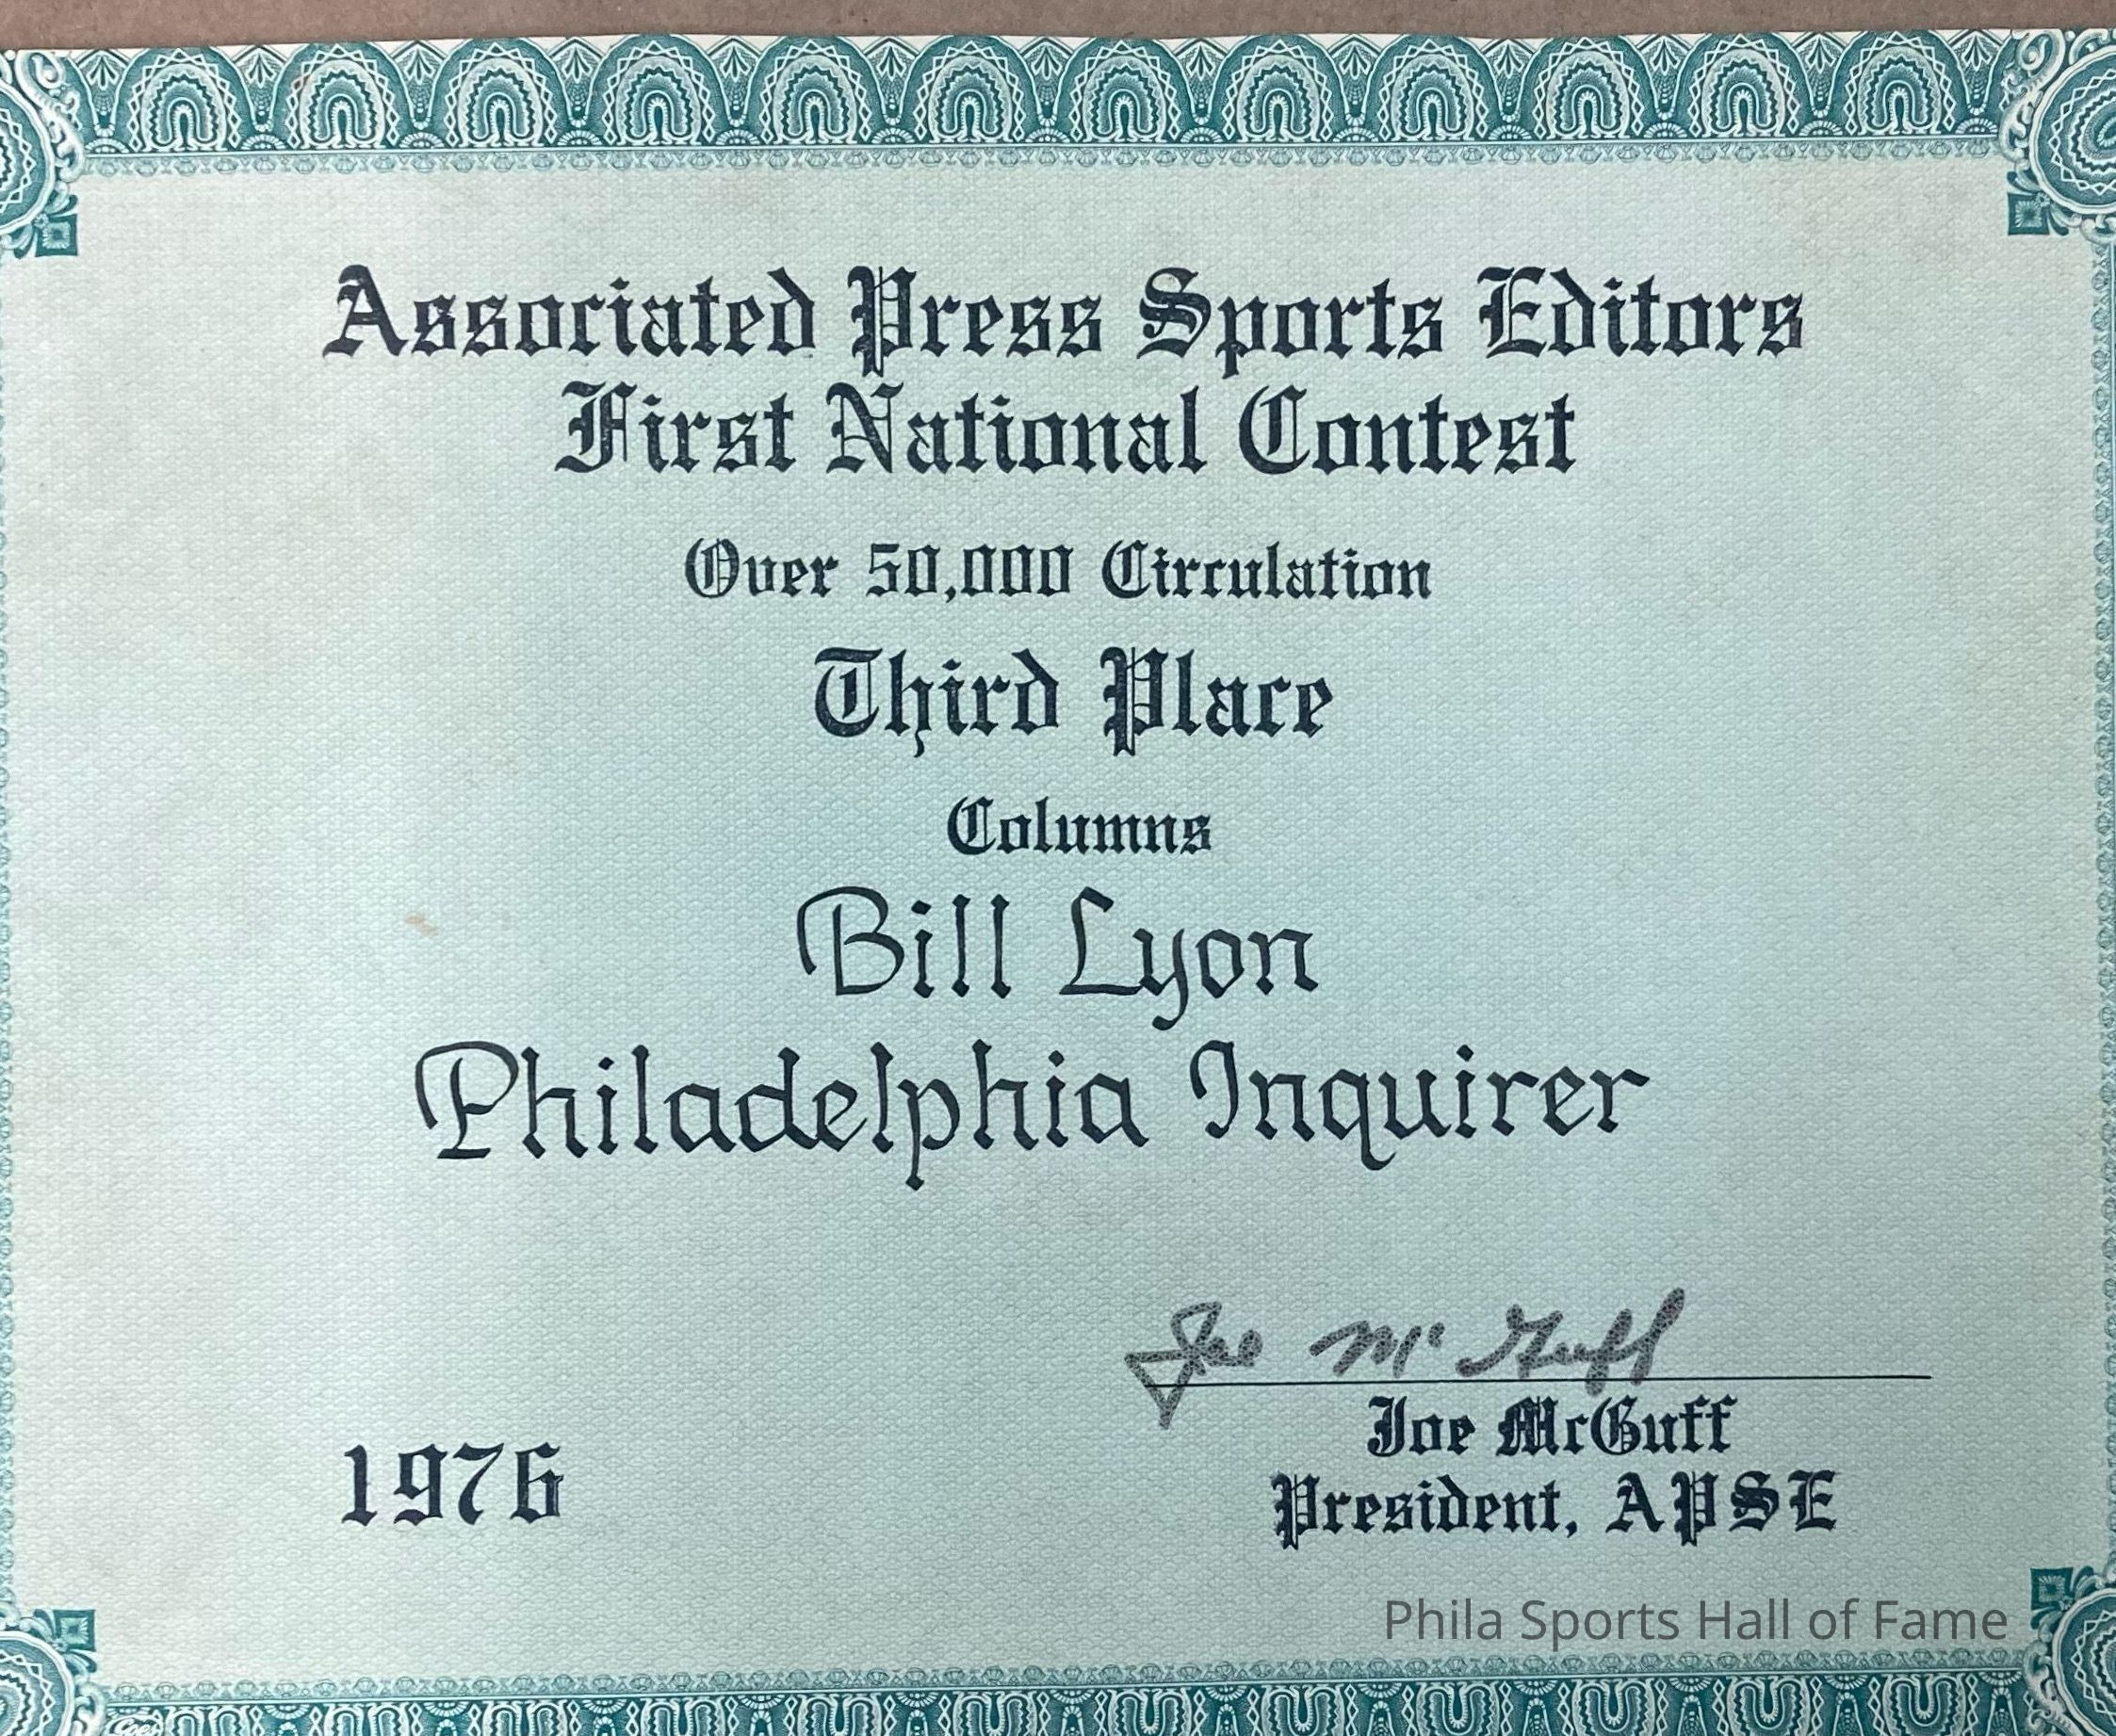 Associated Press Sports Editors
First National Contest
Over 50,000 Circulation
Third Place
Columns
Bill Lyon
Philadelphia Inquirer
Joe McGuff
Joe McGuff
President, APSE
1976
Phila Sports Hall of Fame
Goes